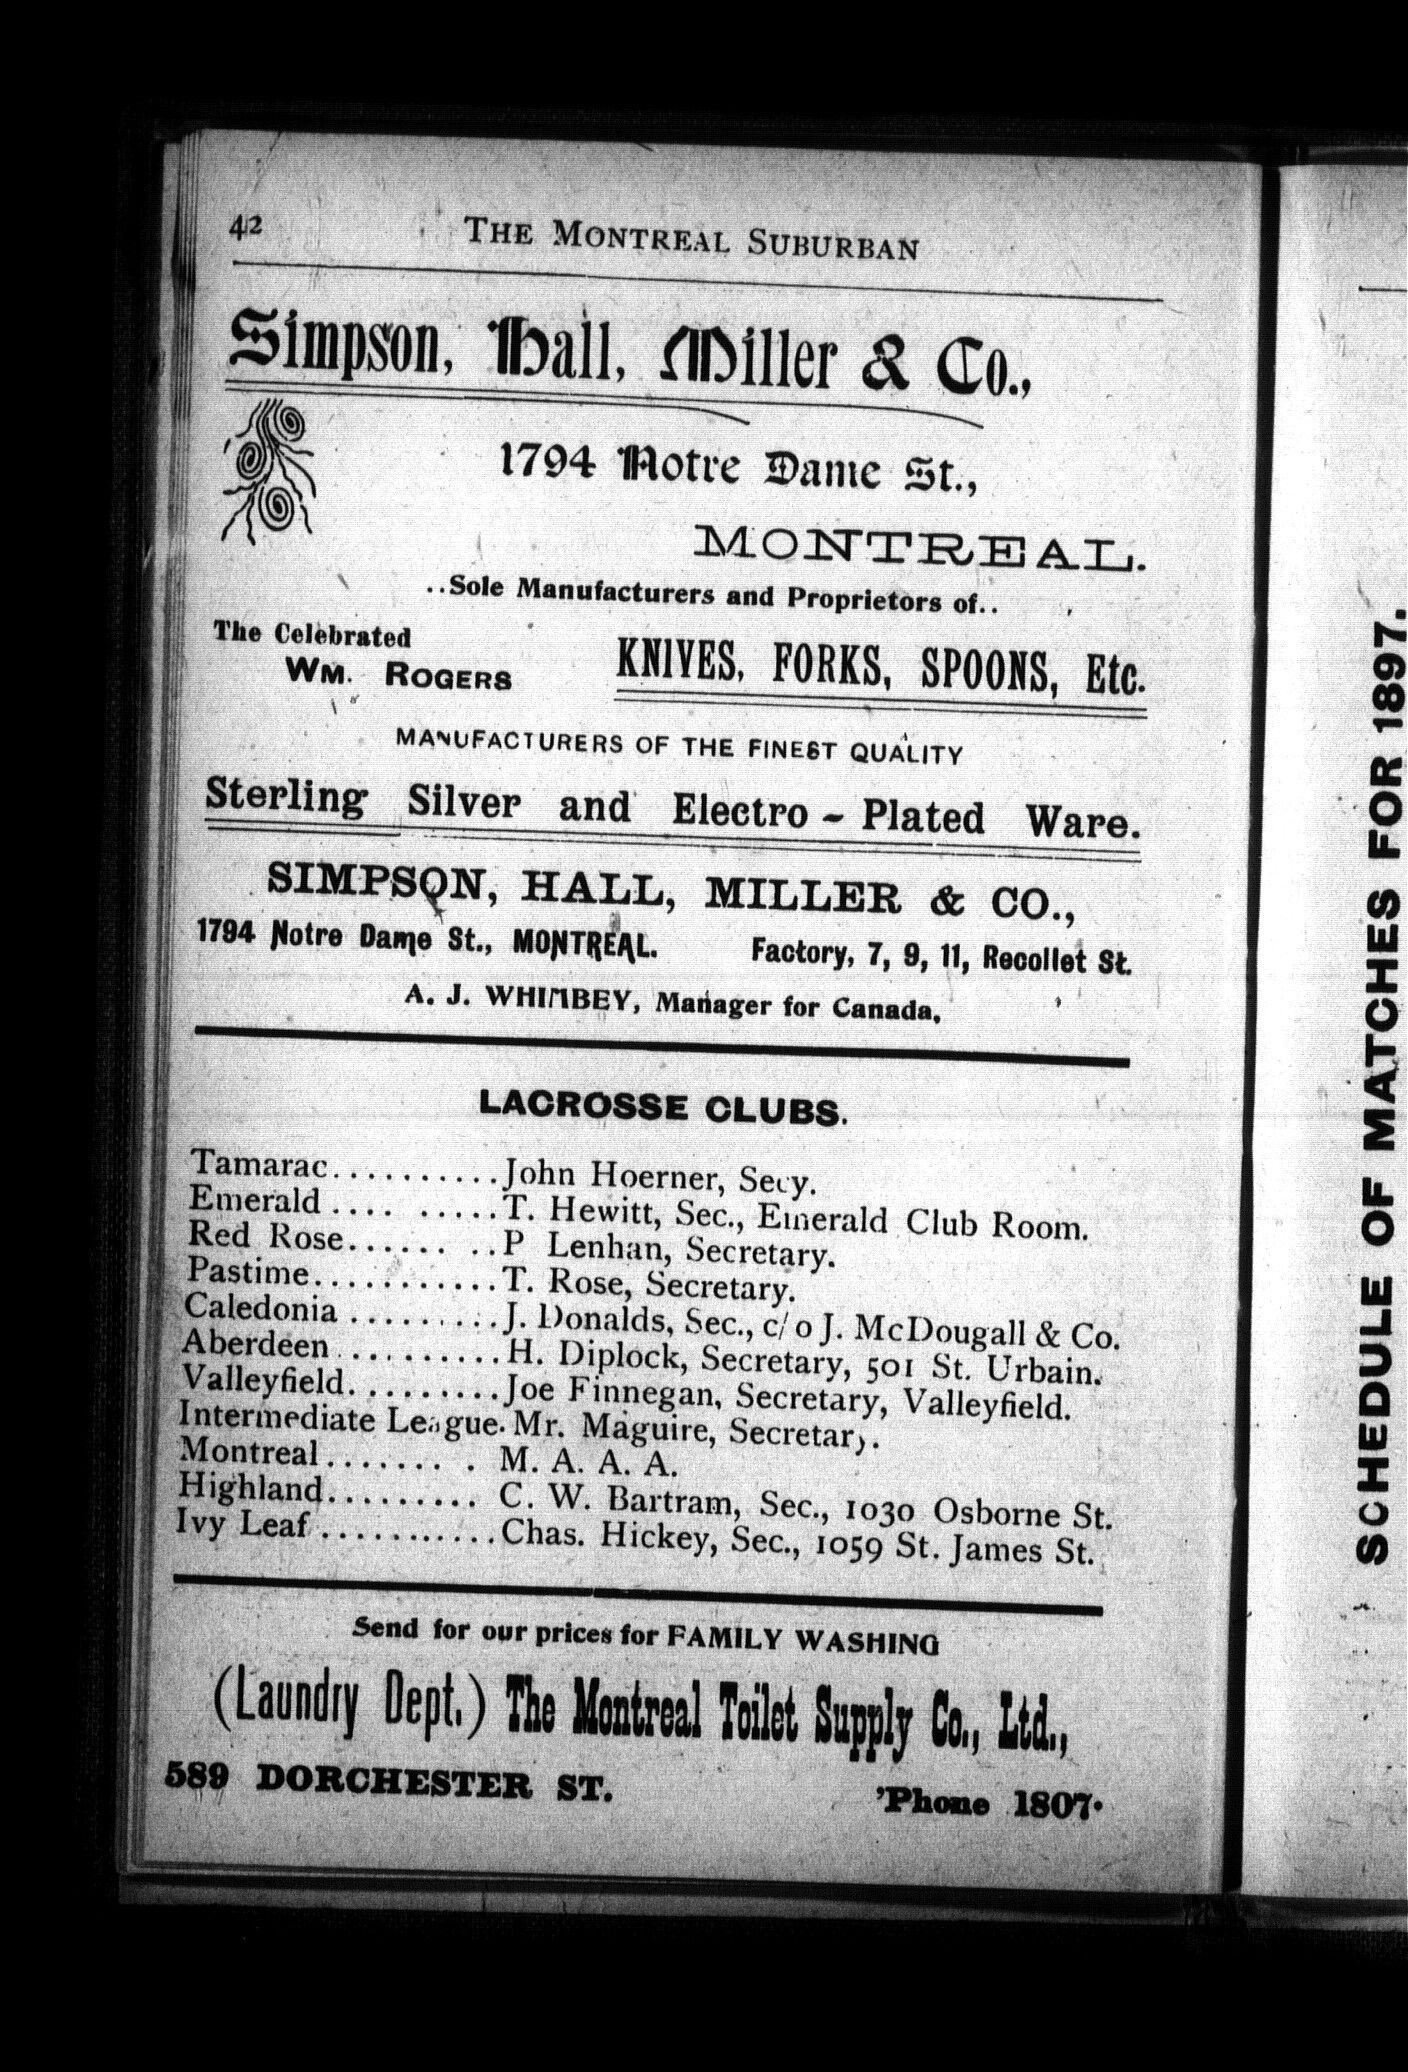 42 THE MONTREAL SUBURBAN
Simpson, Hall, Miller & Co.,
1794 Notre Dame St.,
MONTREAL.
..Sole Manufacturers and Proprietors of..
The Celebrated
WM. ROGERS
KNIVES, FORKS, SPOONS, Etc.
MANUFACTURERS OF THE FINEST QUALITY
Sterling Silver and Electro - Plated Ware.
SIMPSON, HALL, MILLER & CO.,
1794 Notre Dame St., MONTREAL. Factory, 7, 9, 11, Recollet St.
A. J. WHIMBEY, Manager for Canada.
LACROSSE CLUBS.
Tamarac..........John Hoerner, Secy.
Emerald .... .....T. Hewitt, Sec., Emerald Club Room.
Red Rose...... ..P Lenhan, Secretary.
Pastime...........T. Rose, Secretary.
Caledonia .........J. Donalds, Sec., c/o J. McDougall & Co.
Aberdeen ..........H. Diplock, Secretary, 501 St. Urbain.
Valleyfield.........Joe Finnegan, Secretary, Valleyfield.
Intermediate League. Mr. Maguire, Secretary.
Montreal....... . M. A. A. A.
Highland......... C. W. Bartram, Sec., 1030 Osborne St.
Ivy Leaf...........Chas. Hickey, Sec., 1059 St. James St.
Send for our prices for FAMILY WASHING
(Laundry Dept.) The Montreal Toilet Supply Co., Ltd.,
589 DORCHESTER ST. 'Phone 1807.
SCHEDULE OF MATCHES FOR 1897.